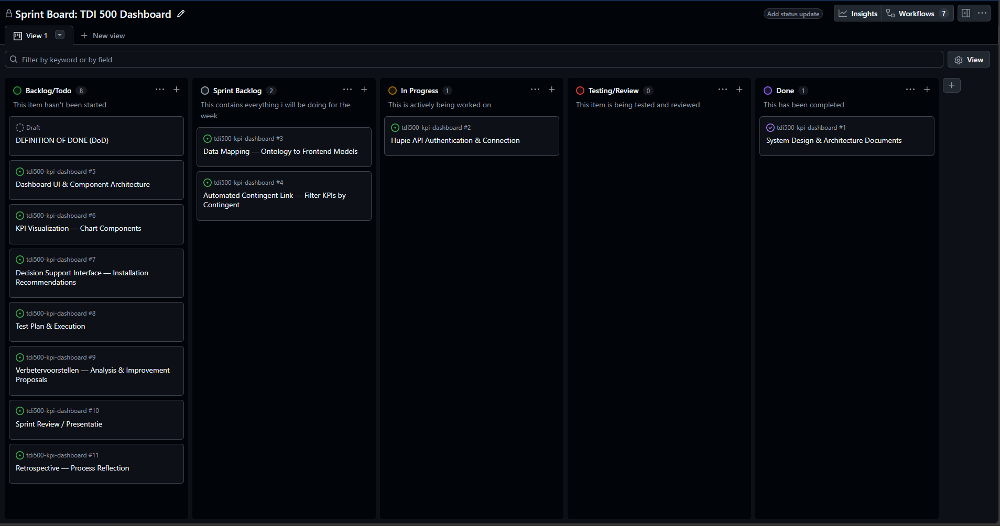 Sprint Board: TDI 500 Dashboard
Add status update
Insights
Workflows 7
View 1
New view
Filter by keyword or by field
View
Backlog/Todo 8
This item hasn't been started
Draft
DEFINITION OF DONE (DoD)
tdi500-kpi-dashboard #5
Dashboard UI & Component Architecture
tdi500-kpi-dashboard #6
KPI Visualization — Chart Components
tdi500-kpi-dashboard #7
Decision Support Interface — Installation
Recommendations
tdi500-kpi-dashboard #8
Test Plan & Execution
tdi500-kpi-dashboard #9
Verbetervoorstellen — Analysis & Improvement
Proposals
tdi500-kpi-dashboard #10
Sprint Review / Presentatie
tdi500-kpi-dashboard #11
Retrospective — Process Reflection
Sprint Backlog 2
This contains everything i will be doing for the
week
tdi500-kpi-dashboard #3
Data Mapping — Ontology to Frontend Models
tdi500-kpi-dashboard #4
Automated Contingent Link — Filter KPIs by
Contingent
In Progress 1
This is actively being worked on
tdi500-kpi-dashboard #2
Hupie API Authentication & Connection
Testing/Review 0
This item is being tested and reviewed
Done 1
This has been completed
tdi500-kpi-dashboard #1
System Design & Architecture Documents